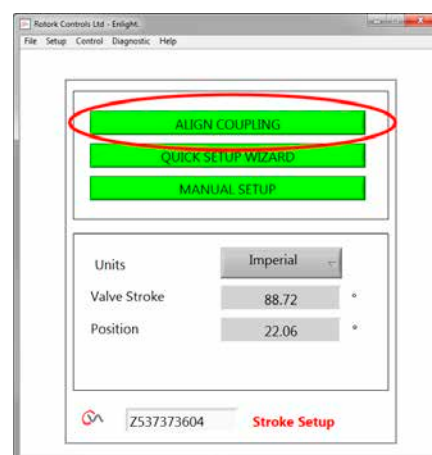 Rotork Controls Ltd - Enlight.
File Setup Control Diagnostic Help
ALIGN COUPLING
QUICK SETUP WIZARD
MANUAL SETUP
Units Imperial
Valve Stroke 88.72 °
Position 22.06 °
Z537373604 Stroke Setup